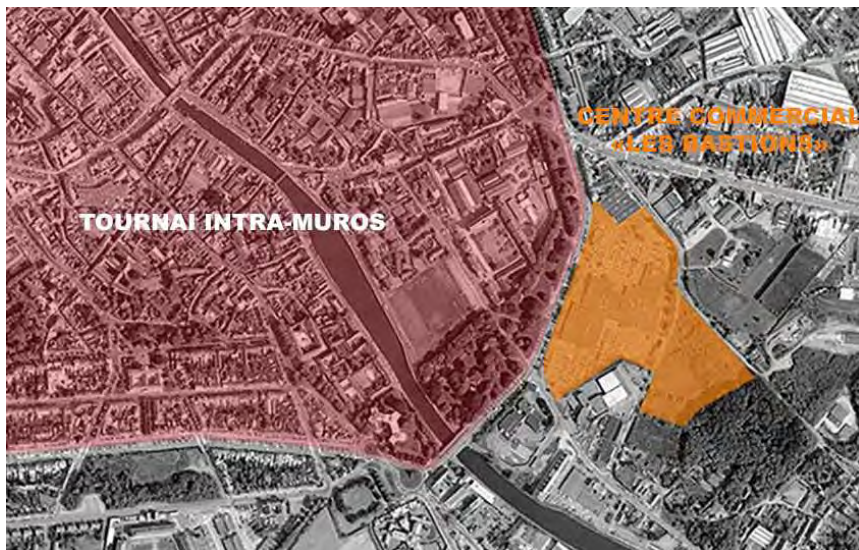 CENTRE COMMERCIAL
«LES BASTIONS»
TOURNAI INTRA-MUROS